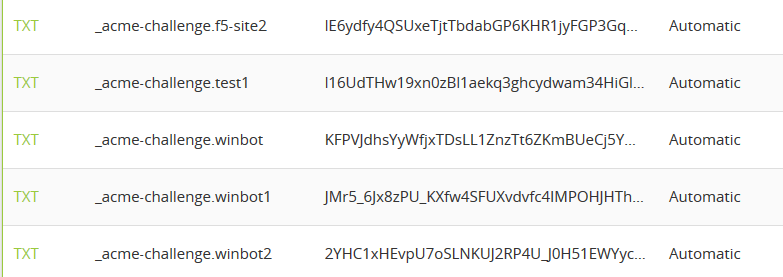 TXT _acme-challenge.f5-site2 IE6ydfy4QSUxeTjtTbdabGP6KHR1jyFGP3Gq... Automatic
TXT _acme-challenge.test1 I16UdTHw19xn0zBl1aekq3ghcydwam34HiGl... Automatic
TXT _acme-challenge.winbot KFPVJdhsYyWfjxTDsLL1ZnzTt6ZKmBUeCj5Y... Automatic
TXT _acme-challenge.winbot1 JMr5_6Jx8zPU_KXfw4SFUXvdvfc4IMPOHJHTh... Automatic
TXT _acme-challenge.winbot2 2YHC1xHEvpU7oSLNKUJ2RP4U_J0H51EWYyc... Automatic